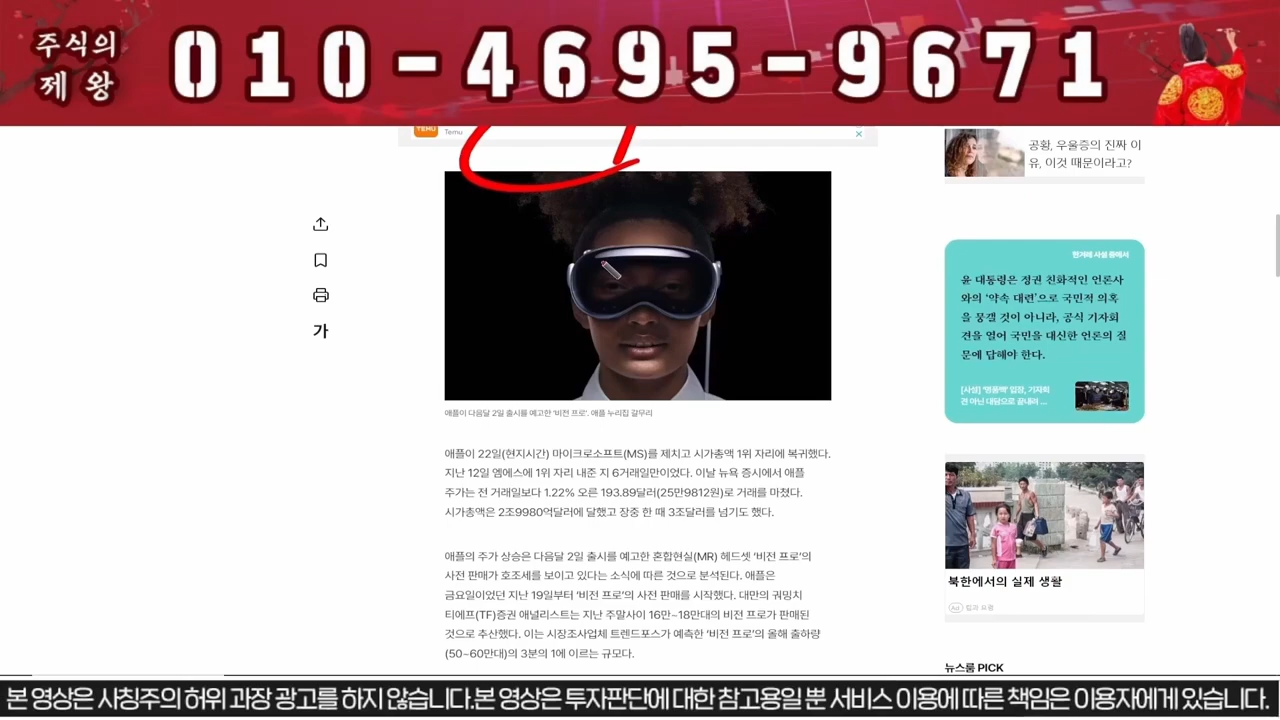 주식의
제 왕
010-4695-9671
TEMU
Temu
공황, 우울증의 진짜 이
유, 이것 때문이라고?
가
한겨레 사설 중에서
윤 대통령은 정권 친화적인 언론사
와의 '약속 대련'으로 국민적 의혹
을 뭉갤 것이 아니라, 공식 기자회
견을 열어 국민을 대신한 언론의 질
문에 답해야 한다.
[사설] '명품백' 입장, 기자회
견 아닌 대담으로 끝내려 ...
애플이 다음달 2일 출시를 예고한 '비전 프로'. 애플 누리집 갈무리
애플이 22일(현지시간) 마이크로소프트(MS)를 제치고 시가총액 1위 자리에 복귀했다.
지난 12일 엠에스에 1위 자리 내준 지 6거래일만이었다. 이날 뉴욕 증시에서 애플
주가는 전 거래일보다 1.22% 오른 193.89달러(25만9812원)로 거래를 마쳤다.
시가총액은 2조9980억달러에 달했고 장중 한 때 3조달러를 넘기도 했다.
애플의 주가 상승은 다음달 2일 출시를 예고한 혼합현실(MR) 헤드셋 '비전 프로'의
사전 판매가 호조세를 보이고 있다는 소식에 따른 것으로 분석된다. 애플은
금요일이었던 지난 19일부터 '비전 프로'의 사전 판매를 시작했다. 대만의 궈밍치
티에프(TF)증권 애널리스트는 지난 주말사이 16만~18만대의 비전 프로가 판매된
것으로 추산했다. 이는 시장조사업체 트렌드포스가 예측한 '비전 프로'의 올해 출하량
(50~60만대)의 3분의 1에 이르는 규모다.
북한에서의 실제 생활
Ad
뉴스룸 PICK
본 영상은 사칭주의 허위 과장 광고를 하지 않습니다.본 영상은 투자판단에 대한 참고용일 뿐 서비스 이용에 따른 책임은 이용자에게 있습니다.